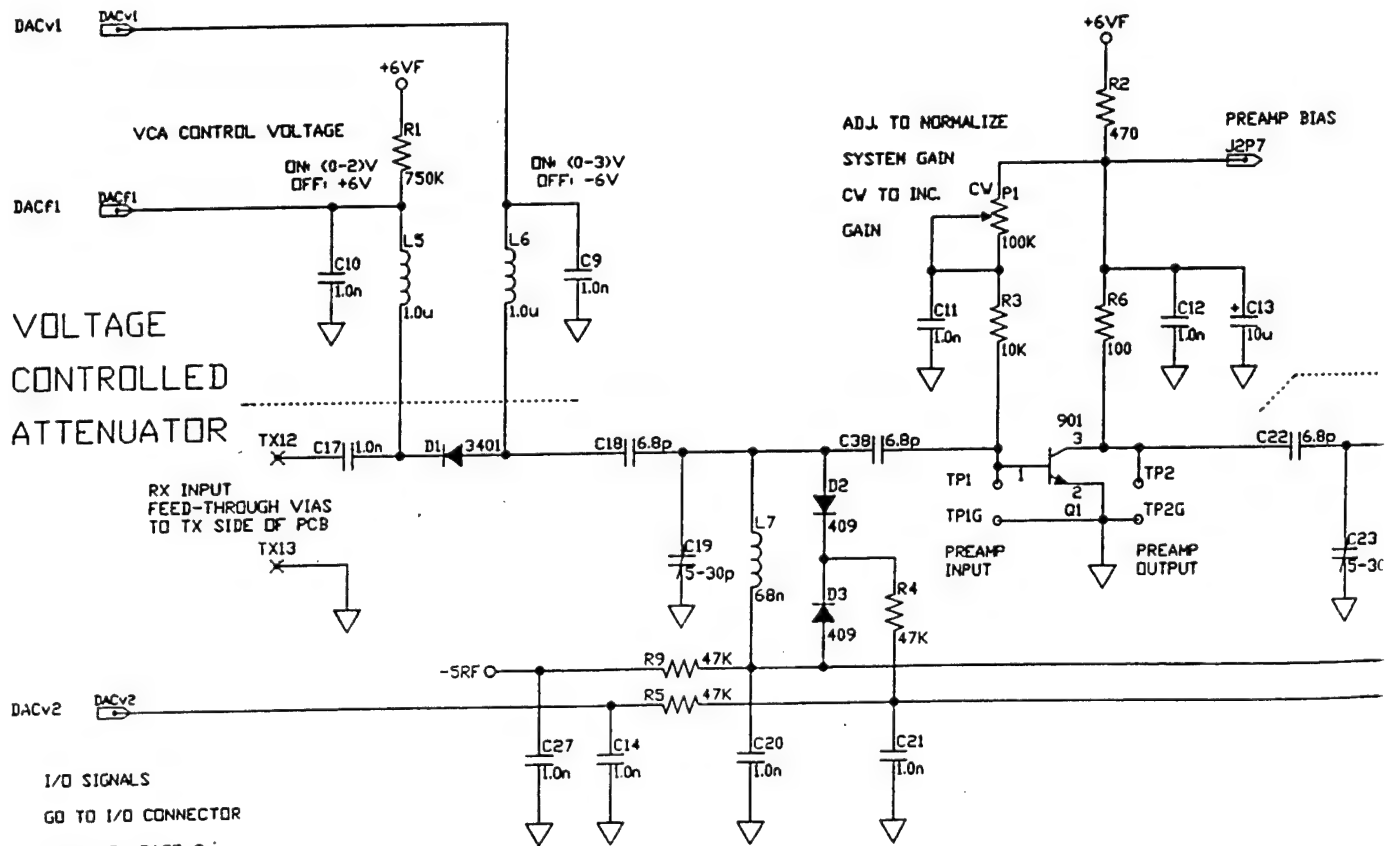 DACv1
DACv1
+6VF
VCA CONTROL VOLTAGE
R1
750K
ON: (0-2)V
OFF: +6V
ON: (0-3)V
OFF: -6V
DACf1
DACf1
C10
1.0n
L5
1.0u
L6
1.0u
C9
1.0n
VOLTAGE
CONTROLLED
ATTENUATOR
TX12
C17
1.0n
D1
3401
RX INPUT
FEED-THROUGH VIAS
TO TX SIDE OF PCB
TX13
+6VF
R2
470
PREAMP BIAS
J2P7
ADJ. TO NORMALIZE
SYSTEM GAIN
CW TO INC.
GAIN
CW
P1
100K
C11
1.0n
R3
10K
R6
100
C12
1.0n
+
C13
10u
C18
6.8p
C38
6.8p
901
3
1
2
Q1
C22
6.8p
TP1
TP2
TP1G
TP2G
PREAMP
INPUT
PREAMP
OUTPUT
C19
5-30p
L7
68n
D2
409
D3
409
R4
47K
C23
5-30
-5RF
R9
47K
DACv2
DACv2
R5
47K
C27
1.0n
C14
1.0n
C20
1.0n
C21
1.0n
I/O SIGNALS
GO TO I/O CONNECTOR